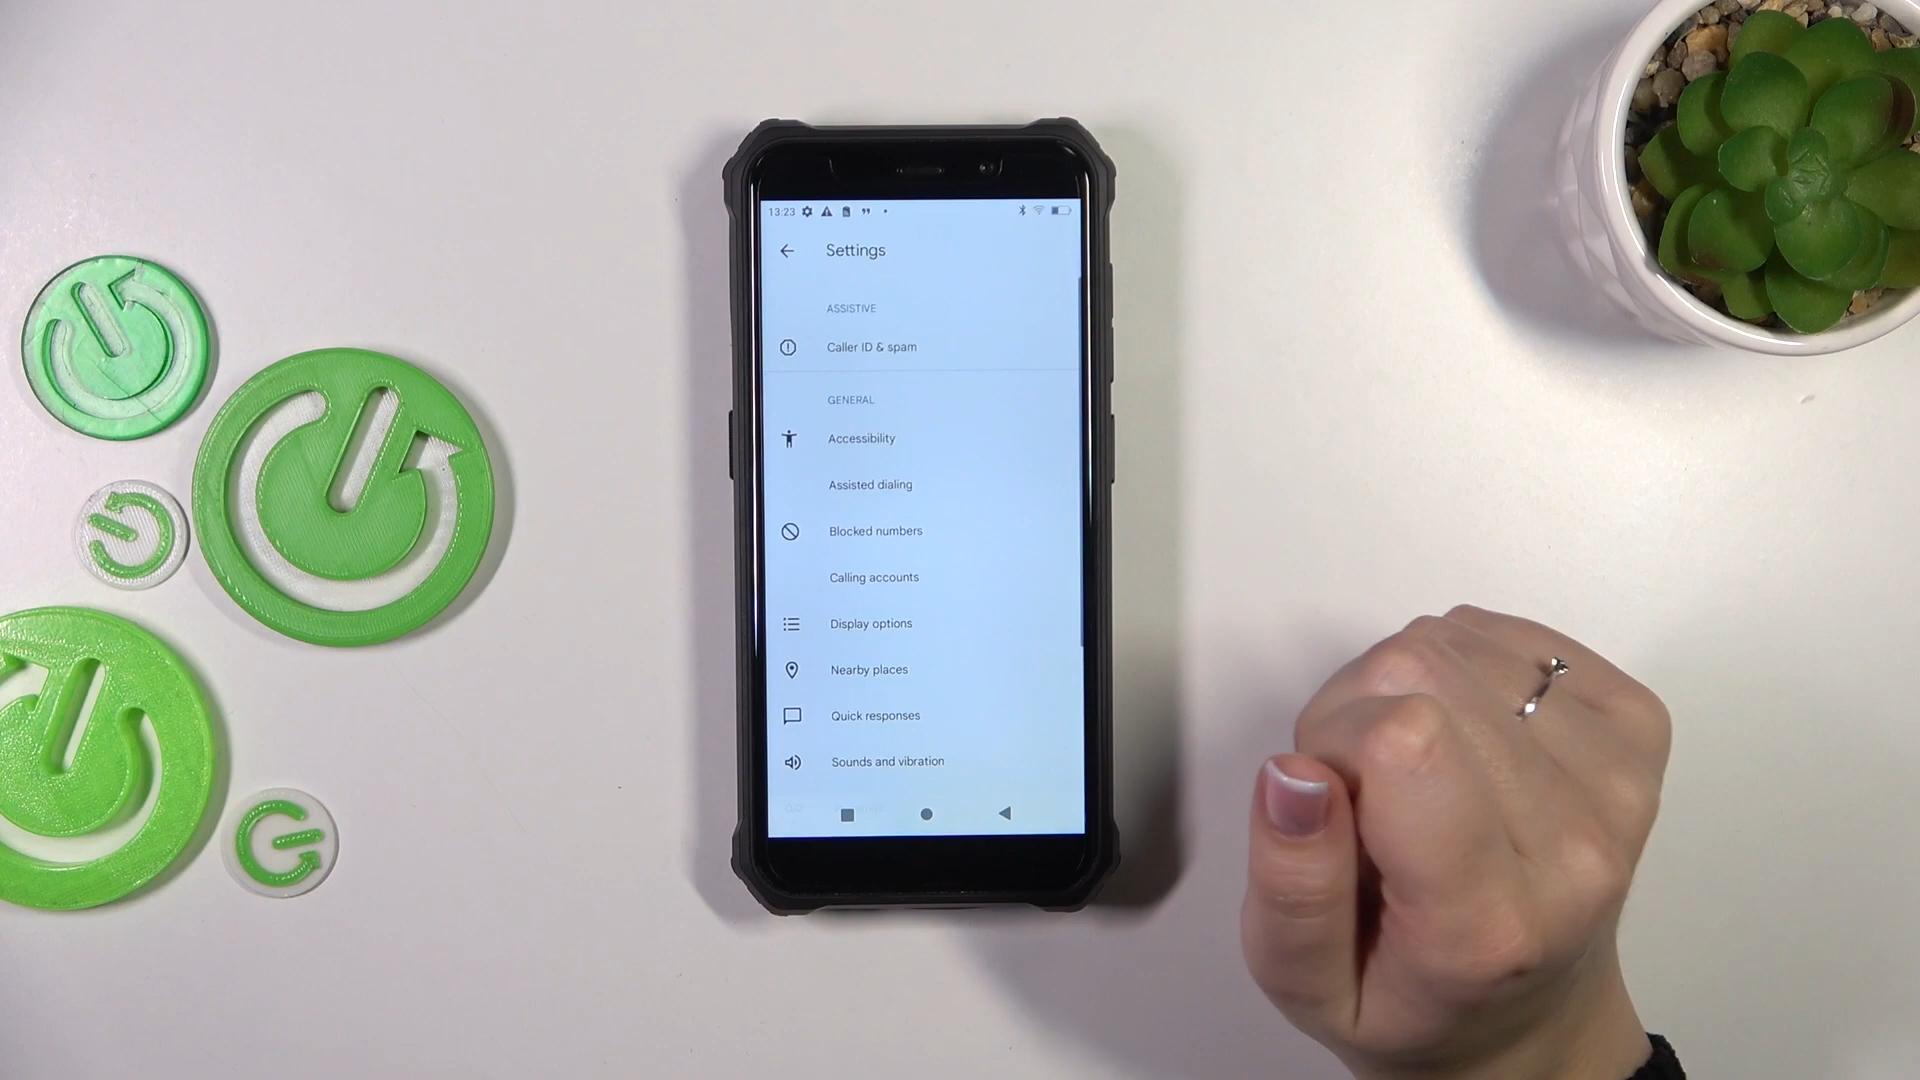 13:23
Settings
ASSISTIVE
Caller ID & spam
GENERAL
Accessibility
Assisted dialing
Blocked numbers
Calling accounts
Display options
Nearby places
Quick responses
Sounds and vibration